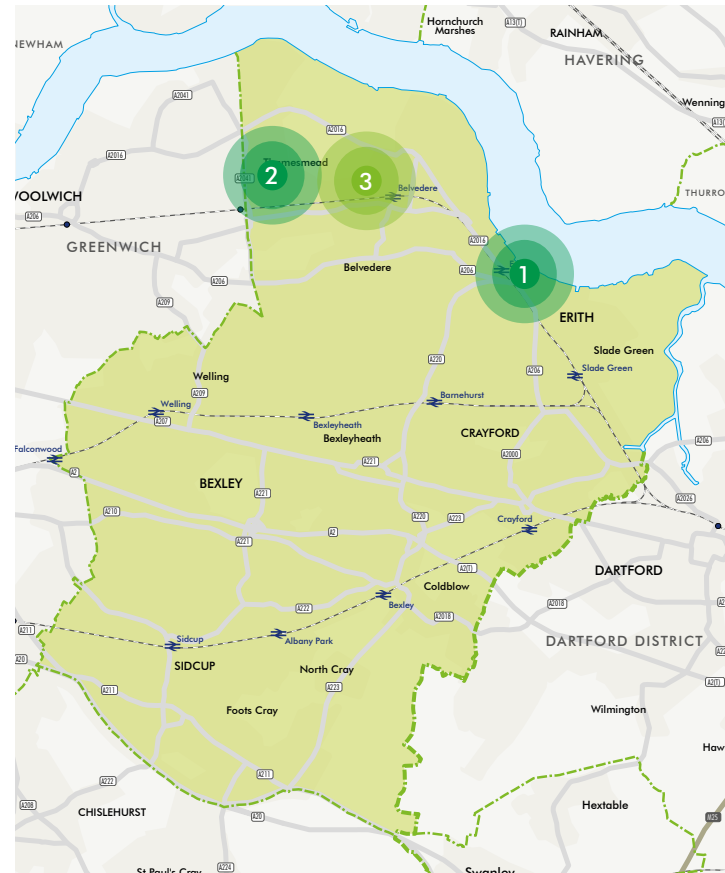 Hornchurch
Marshes
A13(T)
RAINHAM
NEWHAM
HAVERING
A2041
Wenning
A13(
A2016
A2016
Thamesmead
2
A2041
3
Belvedere
THURRO
WOOLWICH
A206
GREENWICH
A2016
Belvedere
A206
A206
1
A209
ERITH
Slade Green
A220
A206
Slade Green
Welling
A209
Barnehurst
Welling
A207
Bexleyheath
Bexleyheath
CRAYFORD
A206
Falconwood
A221
A2000
A2
BEXLEY
A221
A2026
A210
A220
A223
Crayford
A2
A221
A2(T)
DARTFORD
Coldblow
A222
Bexley
A2018
A2018
A211
Sidcup
Albany Park
DARTFORD DISTRICT
A20
SIDCUP
North Cray
A22
A211
A223
A2(T)
Foots Cray
Wilmington
Haw
A211
A222
A208
CHISLEHURST
A20
Hextable
M25
A224
St Paul's Cray
Swanley